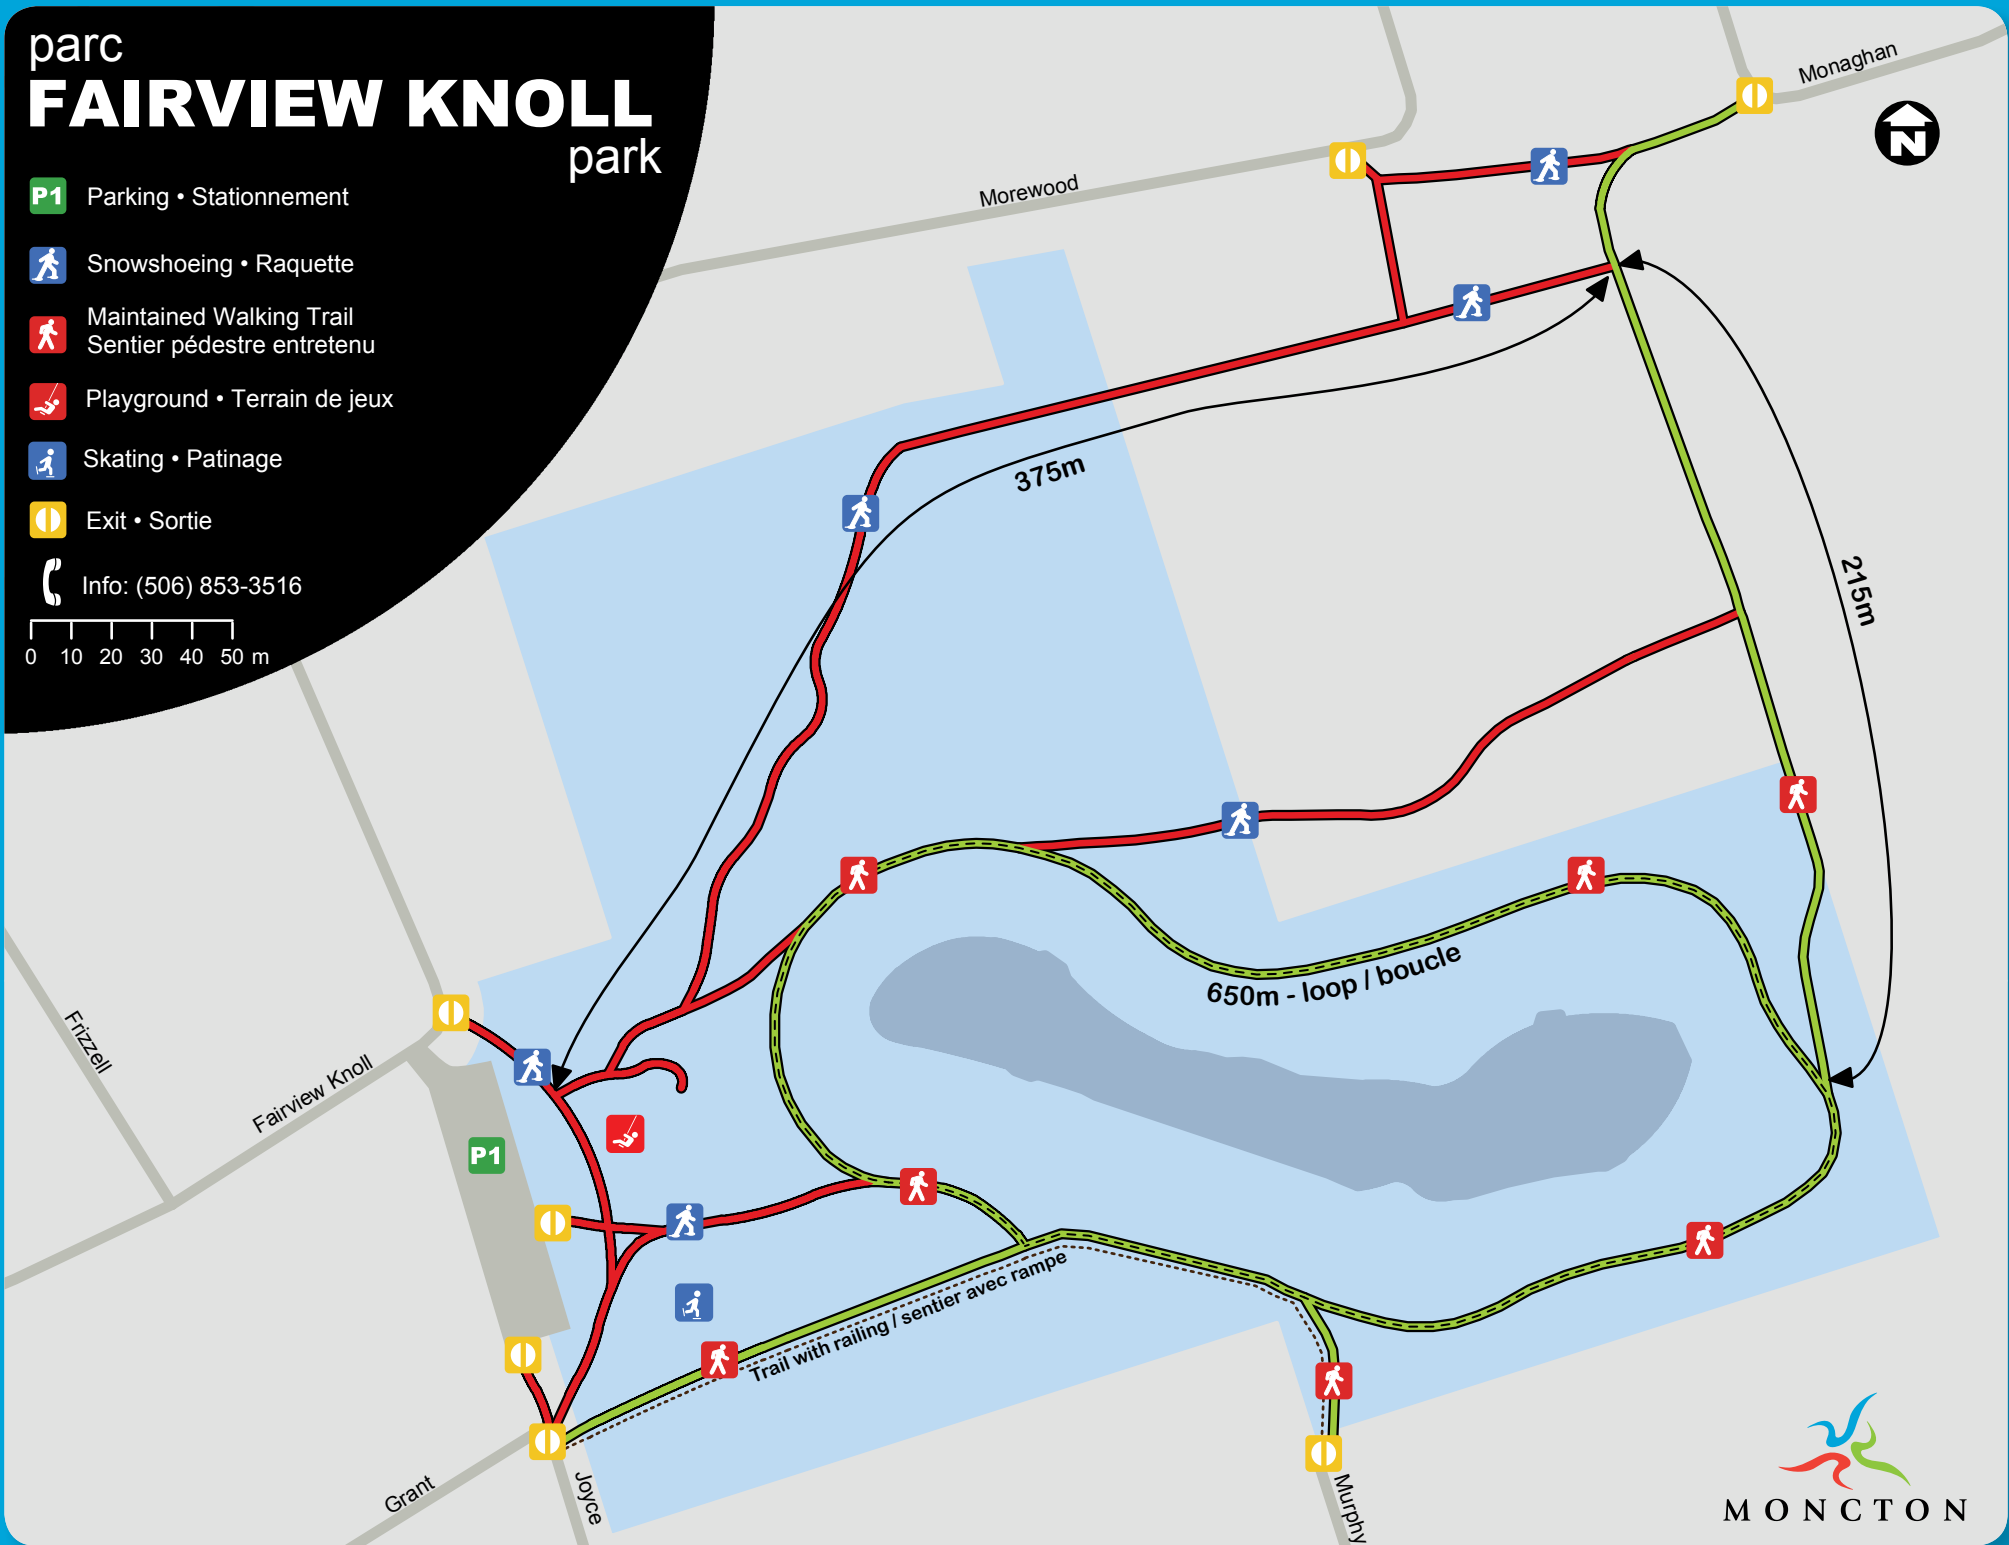 parc
FAIRVIEW KNOLL
park
P1 Parking • Stationnement
Snowshoeing • Raquette
Maintained Walking Trail
Sentier pédestre entretenu
Playground • Terrain de jeux
Skating • Patinage
Exit • Sortie
Info: (506) 853-3516
0 10 20 30 40 50 m
Monaghan
N
Morewood
375m
215m
650m - loop / boucle
Frizzell
Fairview Knoll
P1
Trail with railing / sentier avec rampe
Grant
Joyce
Murphy
MONCTON